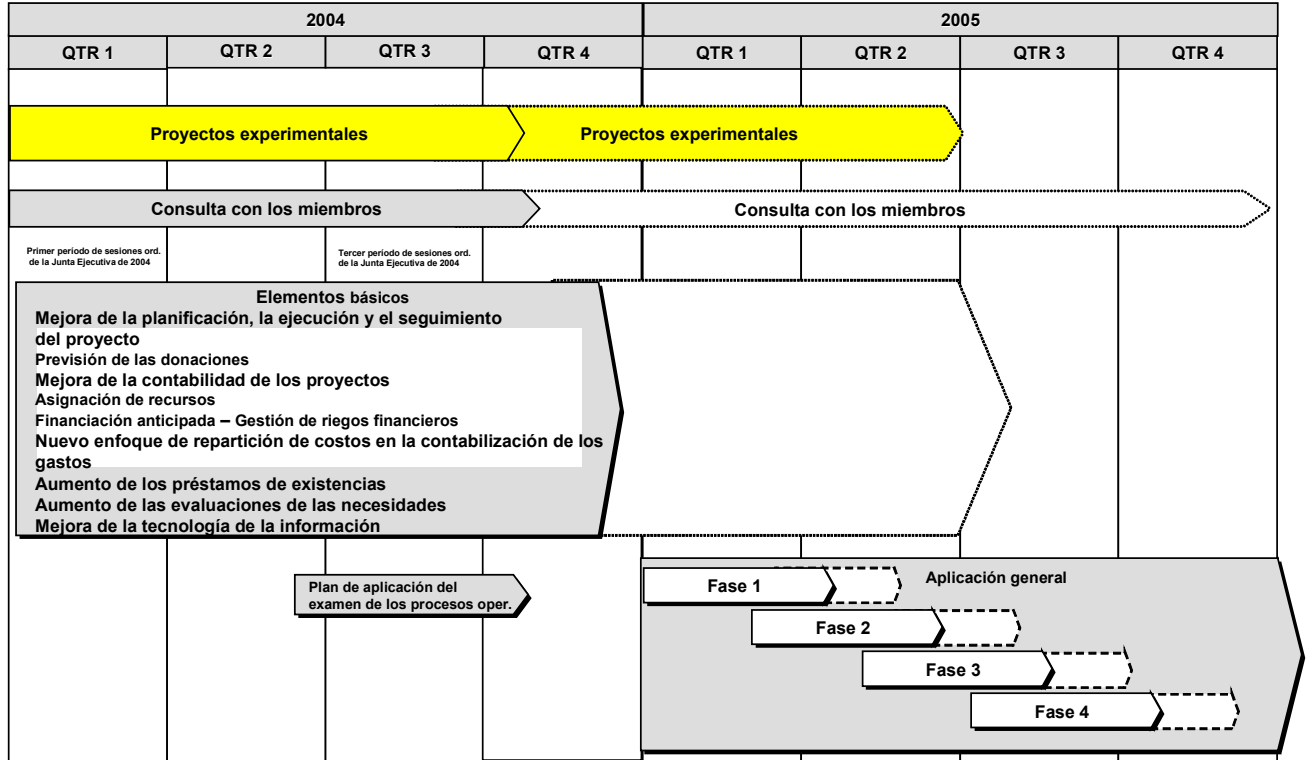 2004 2005
QTR 1 QTR 2 QTR 3 QTR 4 QTR 1 QTR 2 QTR 3 QTR 4
Proyectos experimentales Proyectos experimentales
Consulta con los miembros Consulta con los miembros
Primer período de sesiones ord.
de la Junta Ejecutiva de 2004
Tercer período de sesiones ord.
de la Junta Ejecutiva de 2004
Elementos básicos
Mejora de la planificación, la ejecución y el seguimiento
del proyecto
Previsión de las donaciones
Mejora de la contabilidad de los proyectos
Asignación de recursos
Financiación anticipada – Gestión de riegos financieros
Nuevo enfoque de repartición de costos en la contabilización de los
gastos
Aumento de los préstamos de existencias
Aumento de las evaluaciones de las necesidades
Mejora de la tecnología de la información
Plan de aplicación del
examen de los procesos oper.
Aplicación general
Fase 1
Fase 2
Fase 3
Fase 4